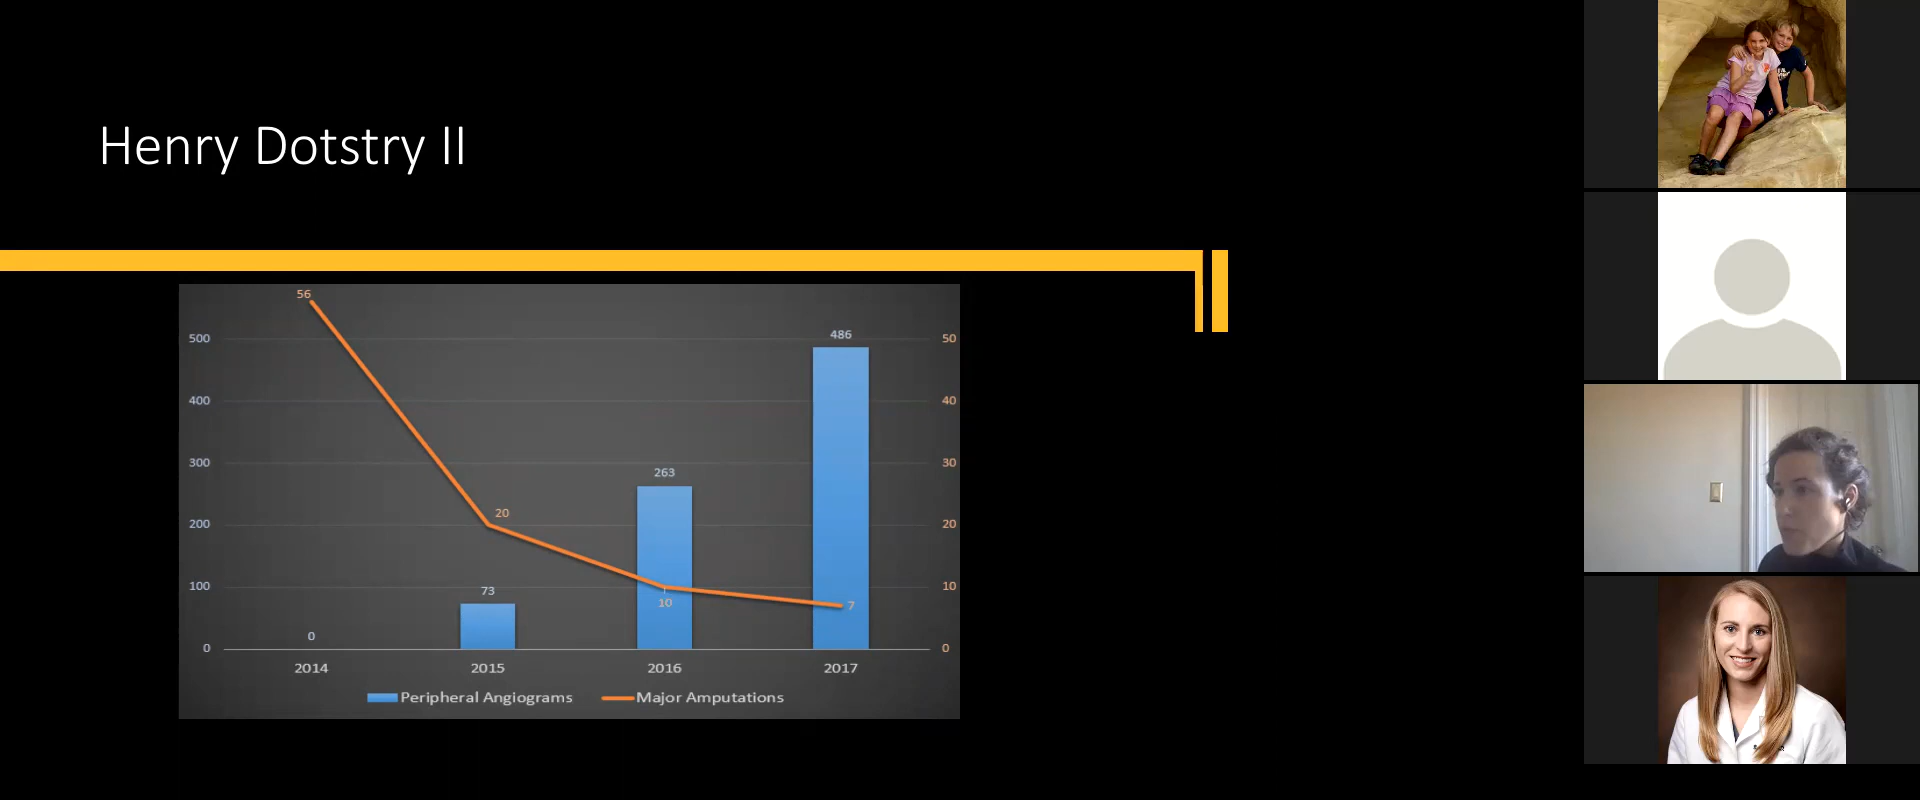 Henry Dotstry II
56
500 486 50
400 40
300 263 30
200 20 20
100 73 10 10
7
0 0 0
2014 2015 2016 2017
Peripheral Angiograms Major Amputations